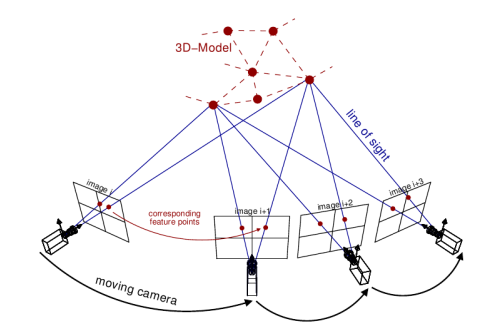 3D–Model
line of sight
image i
image i+3
image i+2
image i+1
corresponding
feature points
moving camera